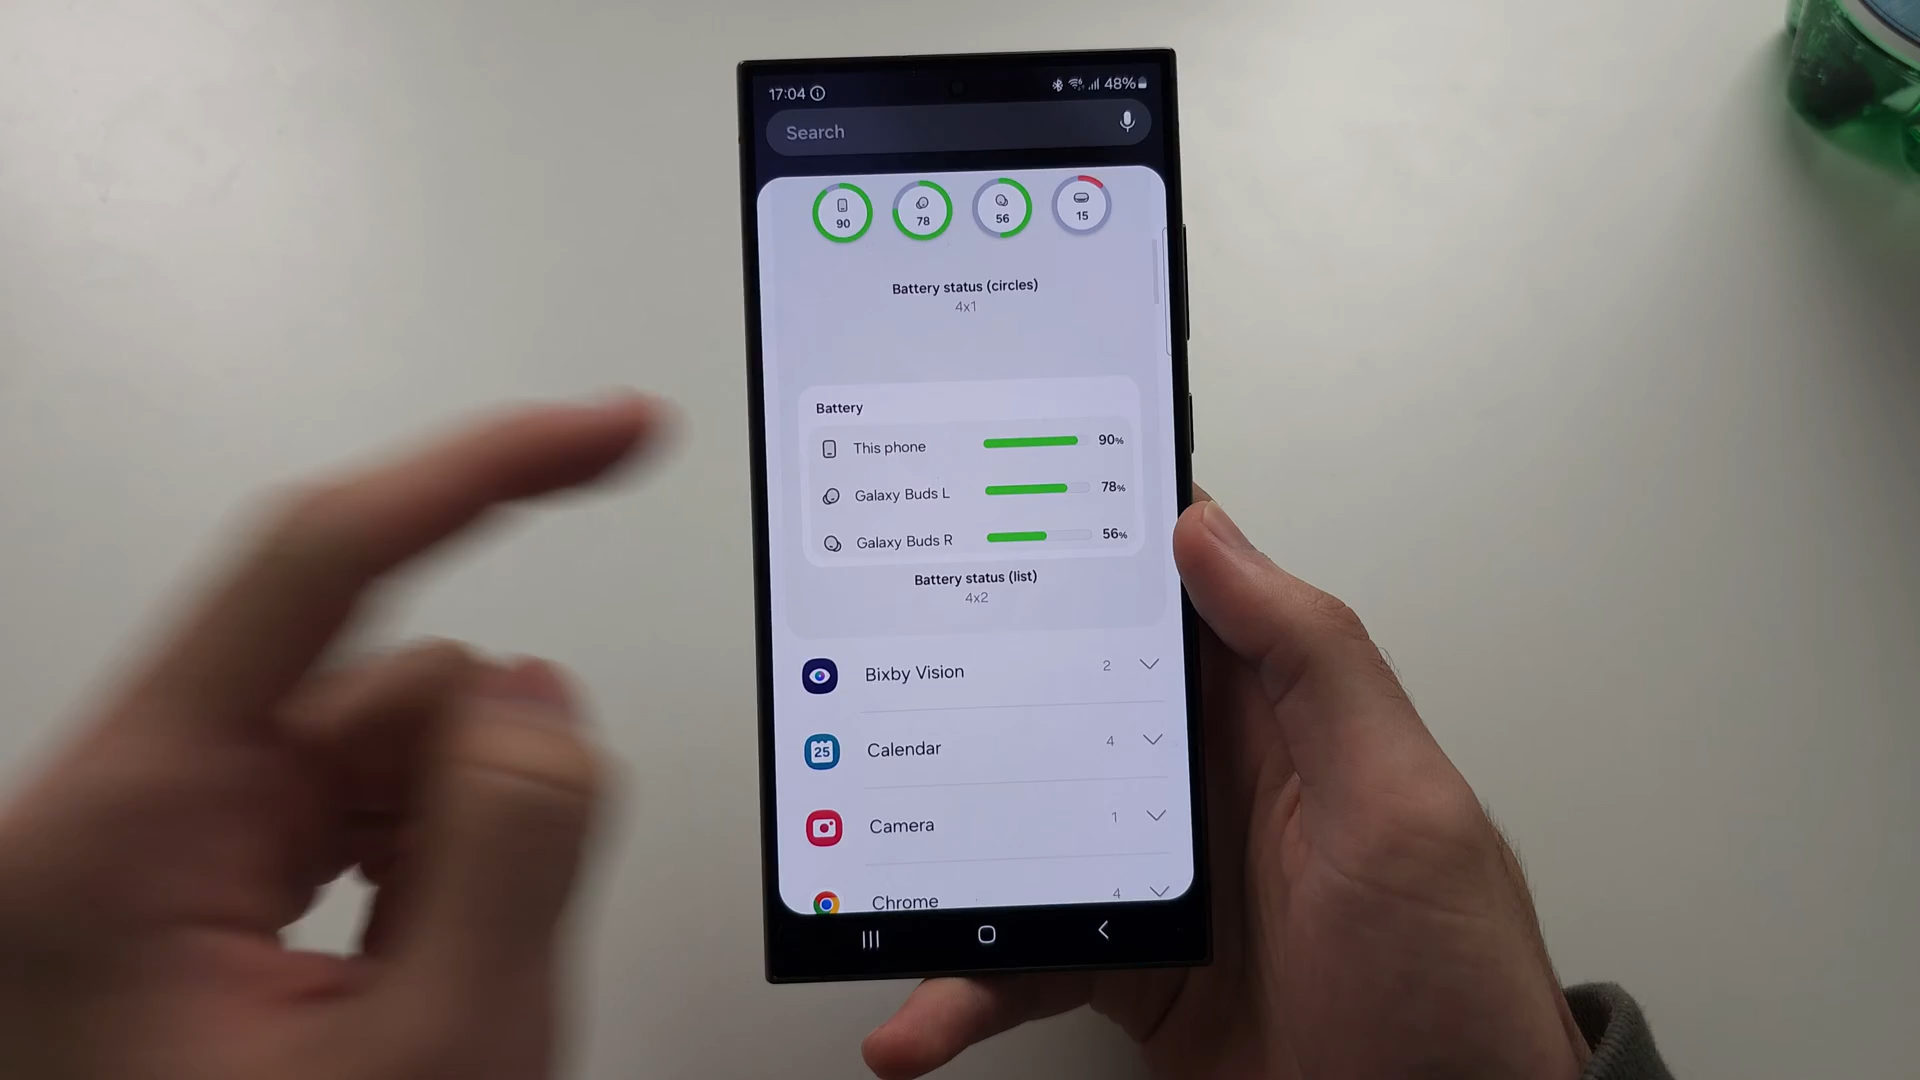 17:04 48%
Search
90 78 56 15
Battery status (circles)
4x1
Battery
This phone 90%
Galaxy Buds L 78%
Galaxy Buds R 56%
Battery status (list)
4x2
Bixby Vision 2
25 Calendar 4
Camera 1
Chrome 4